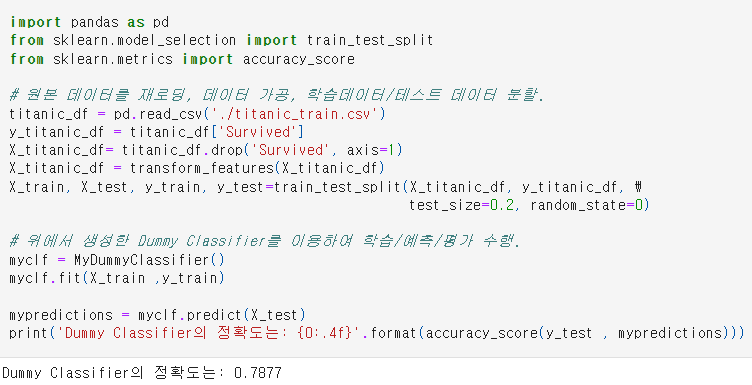 import pandas as pd
from sklearn.model_selection import train_test_split
from sklearn.metrics import accuracy_score
# 원본 데이터를 재로딩, 데이터 가공, 학습데이터/테스트 데이터 분할.
titanic_df = pd.read_csv('./titanic_train.csv')
y_titanic_df = titanic_df['Survived']
X_titanic_df= titanic_df.drop('Survived', axis=1)
X_titanic_df = transform_features(X_titanic_df)
X_train, X_test, y_train, y_test=train_test_split(X_titanic_df, y_titanic_df, ₩
test_size=0.2, random_state=0)
# 위에서 생성한 Dummy Classifier를 이용하여 학습/예측/평가 수행.
myclf = MyDummyClassifier()
myclf.fit(X_train ,y_train)
mypredictions = myclf.predict(X_test)
print('Dummy Classifier의 정확도는: {0:.4f}'.format(accuracy_score(y_test , mypredictions)))
Dummy Classifier의 정확도는: 0.7877